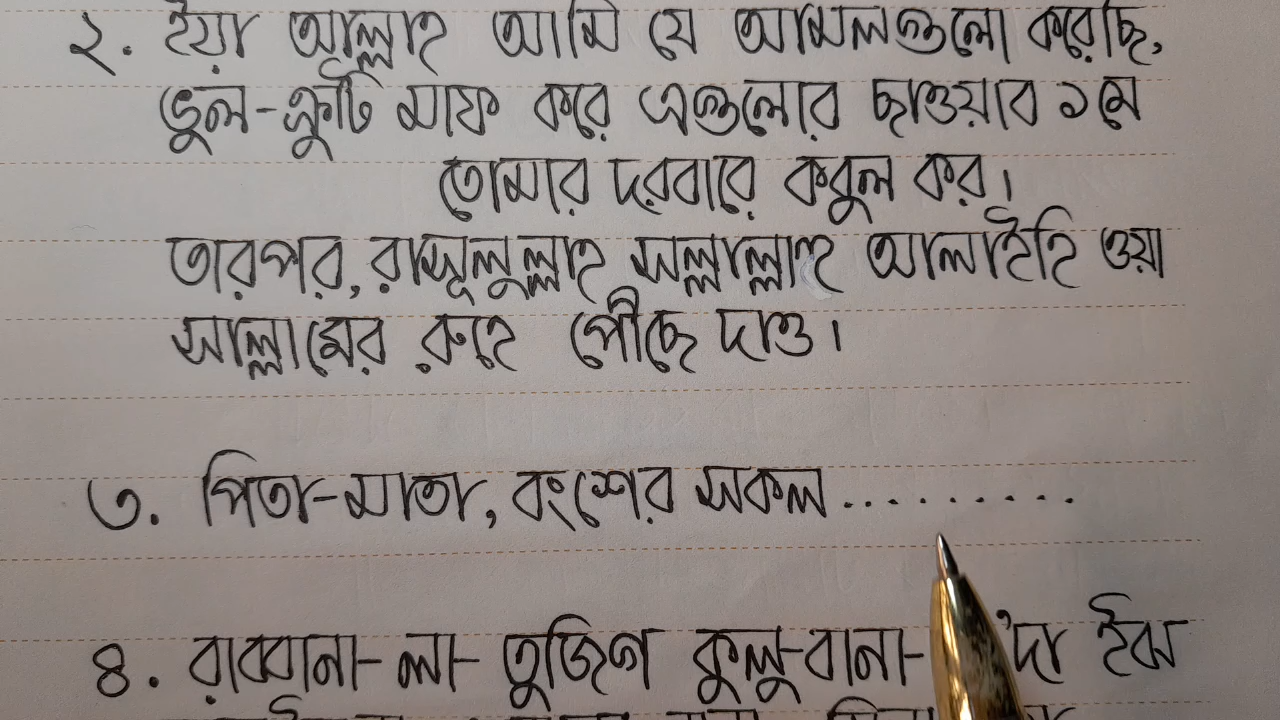 ২. ইয়া আল্লাহ আমি যে আমলগুলো করেছি,
ভুল-ত্রুটি মাফ করে এগুলোর ছাওয়াব ১মে
তোমার দরবারে কবুল কর।
তারপর, রাসূলুল্লাহ সল্লাল্লাহু আলাইহি ওয়া
সাল্লামের রুহে পৌঁছে দাও।
৩. পিতা-মাতা, বংশের সকল.........
৪. রাব্বানা- লা- তুজিগ কুলু-বানা- 'দা ইয